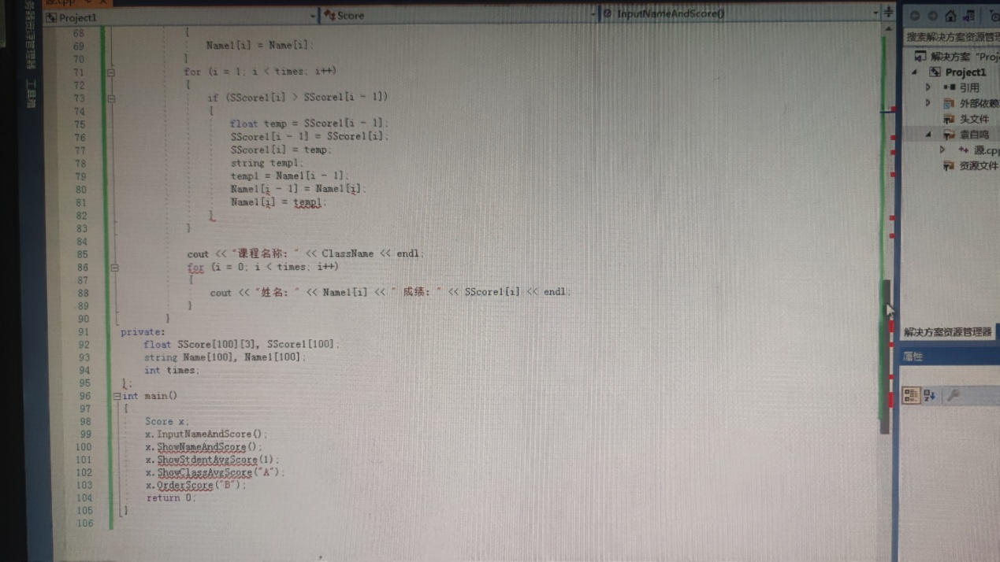 源.cpp
Project1
Score
InputNameAndScore()
68 {
69 Name1[i] = Name[i];
70 }
71 for (i = 1; i < times; i++)
72 {
73 if (SScore1[i] > SScore1[i - 1])
74 {
75 float temp = SScore1[i - 1];
76 SScore1[i - 1] = SScore1[i];
77 SScore1[i] = temp;
78 string temp1;
79 temp1 = Name1[i - 1];
80 Name1[i - 1] = Name1[i];
81 Name1[i] = temp1;
82 }
83 }
84
85 cout << "课程名称：" << ClassName << endl;
86 for (i = 0; i < times; i++)
87 {
88 cout << "姓名：" << Name1[i] << " 成绩：" << SScore1[i] << endl;
89 }
90 }
91 private:
92 float SScore[100][3], SScore1[100];
93 string Name[100], Name1[100];
94 int times;
95 };
96 int main()
97 {
98 Score x;
99 x.InputNameAndScore();
100 x.ShowNameAndScore();
101 x.ShowStdentAvgScore(1);
102 x.ShowClassAvgScore("A");
103 x.OrderScore("B");
104 return 0;
105 }
106
工具箱
搜索解决方案资源管理
解决方案 "Proj
Project1
引用
外部依赖
头文件
袁自鸣
源.cpp
资源文件
解决方案资源管理器
属性